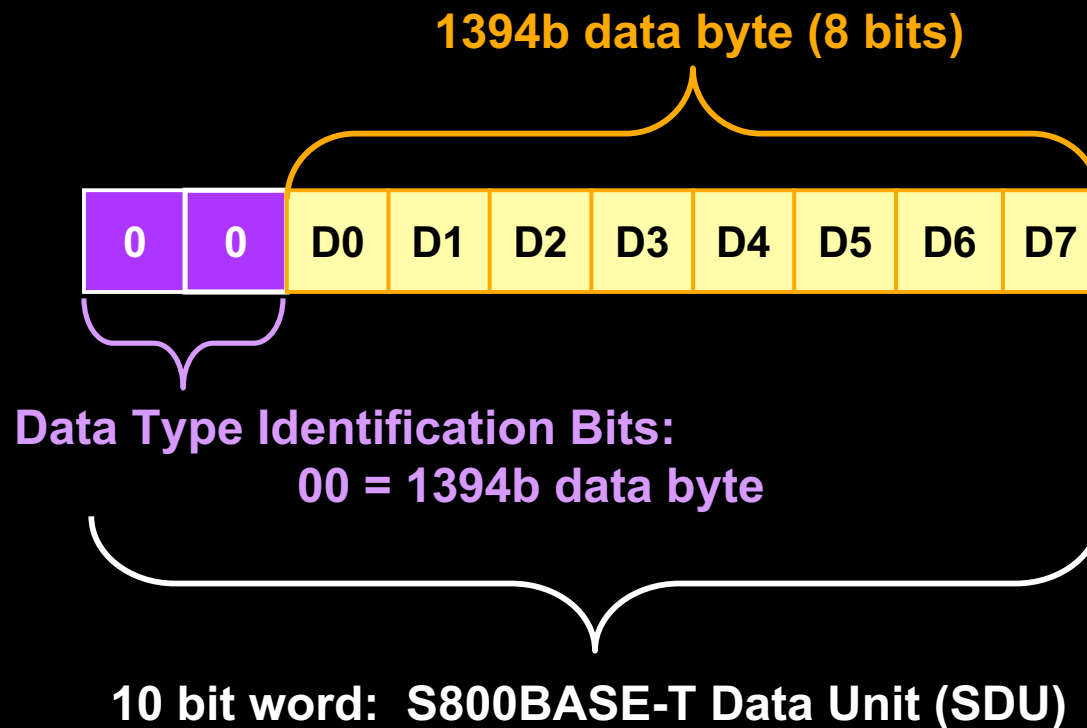 1394b data byte (8 bits)
0 0 D0 D1 D2 D3 D4 D5 D6 D7
Data Type Identification Bits:
00 = 1394b data byte
10 bit word: S800BASE-T Data Unit (SDU)